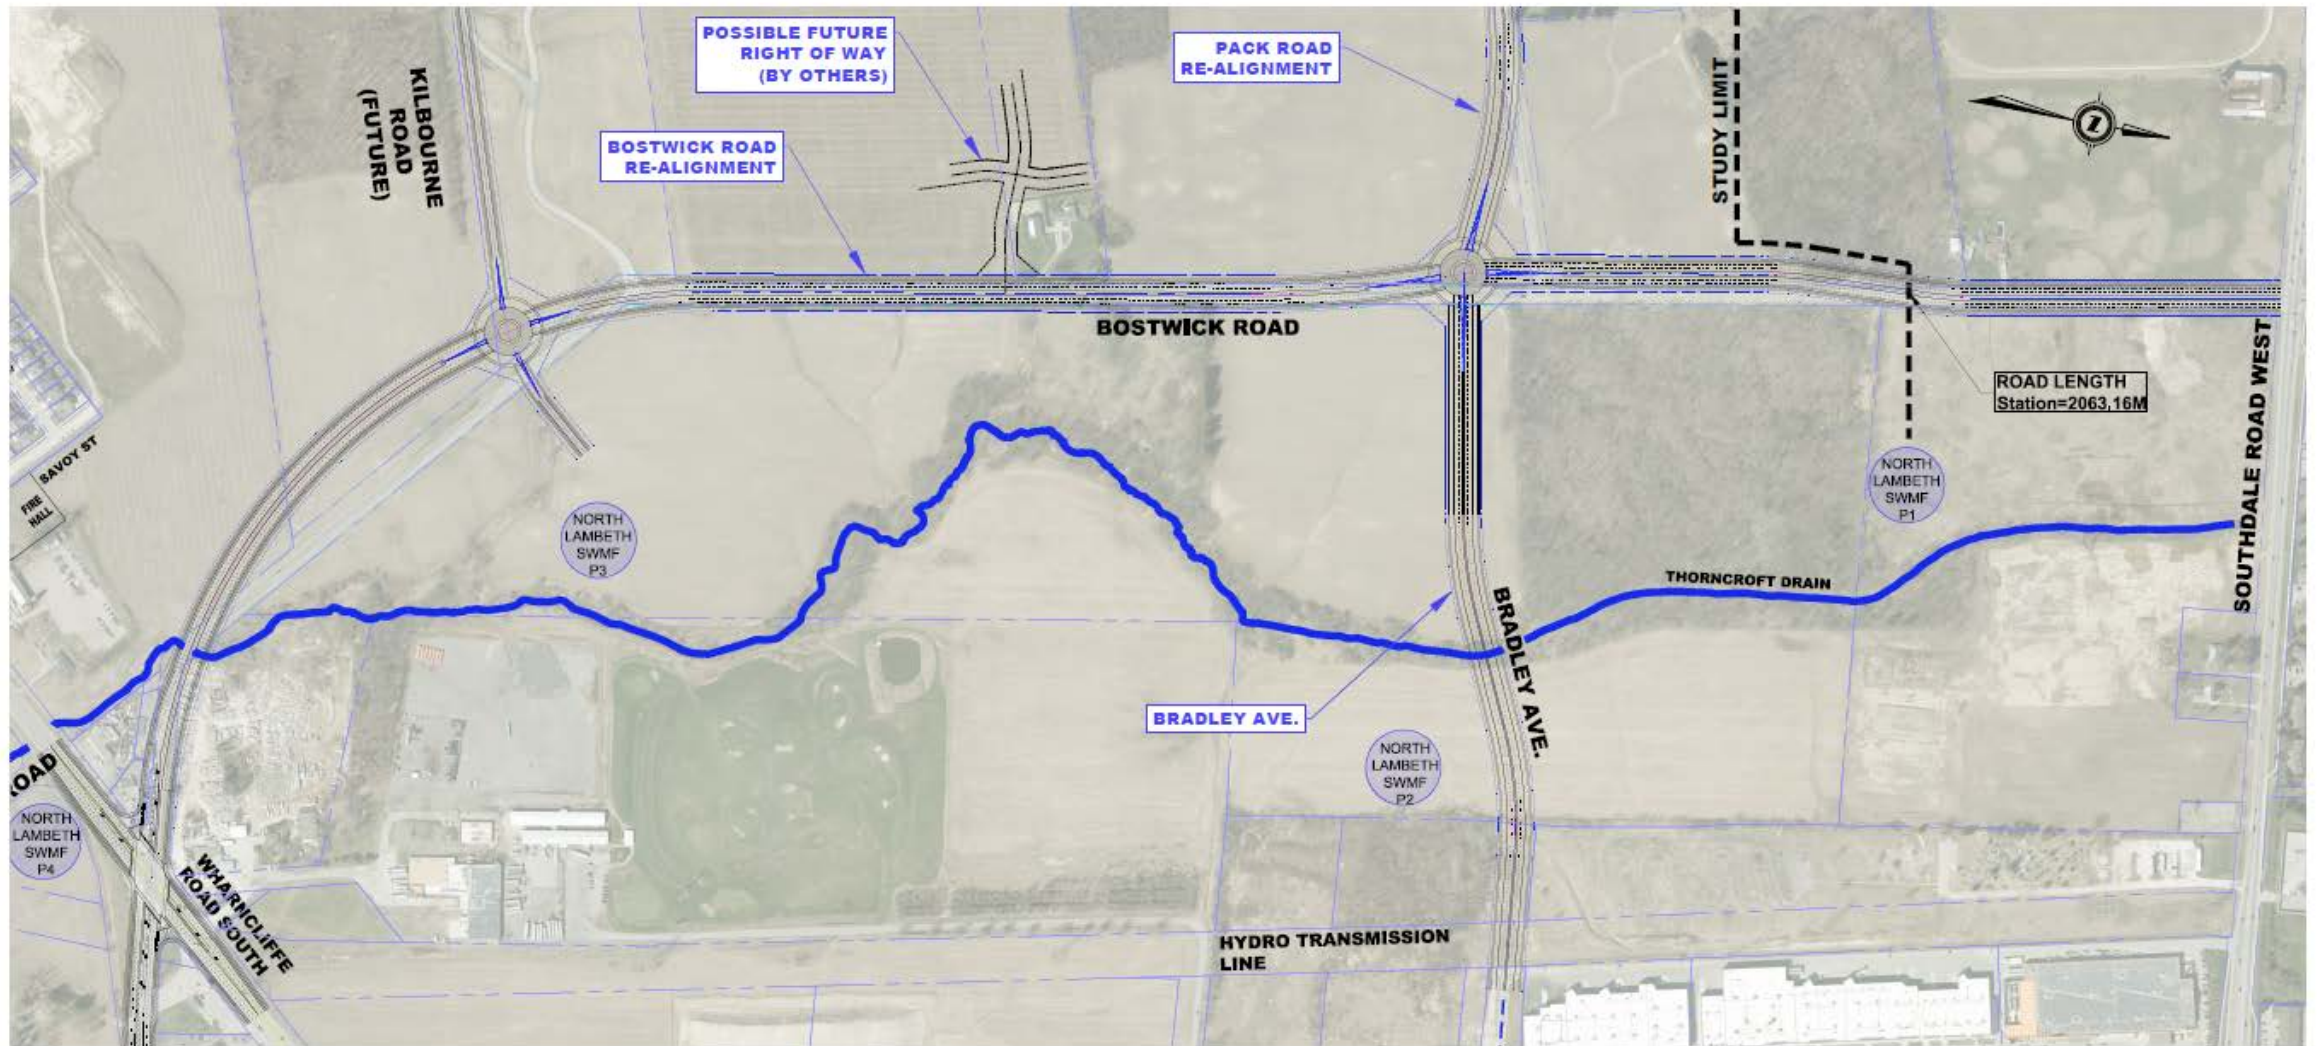 POSSIBLE FUTURE
RIGHT OF WAY
(BY OTHERS)
PACK ROAD
RE-ALIGNMENT
KILBOURNE
ROAD
(FUTURE)
STUDY LIMIT
BOSTWICK ROAD
RE-ALIGNMENT
BOSTWICK ROAD
ROAD LENGTH
Station=2063,16M
SOUTHDALE ROAD WEST
SAVOY ST
FIRE
HALL
NORTH
LAMBETH
SWMF
P1
NORTH
LAMBETH
SWMF
P3
THORNCROFT DRAIN
BRADLEY AVE.
BRADLEY AVE.
NORTH
LAMBETH
SWMF
P2
ROAD
NORTH
LAMBETH
SWMF
P4
WHARNCLIFFE
ROAD SOUTH
HYDRO TRANSMISSION
LINE